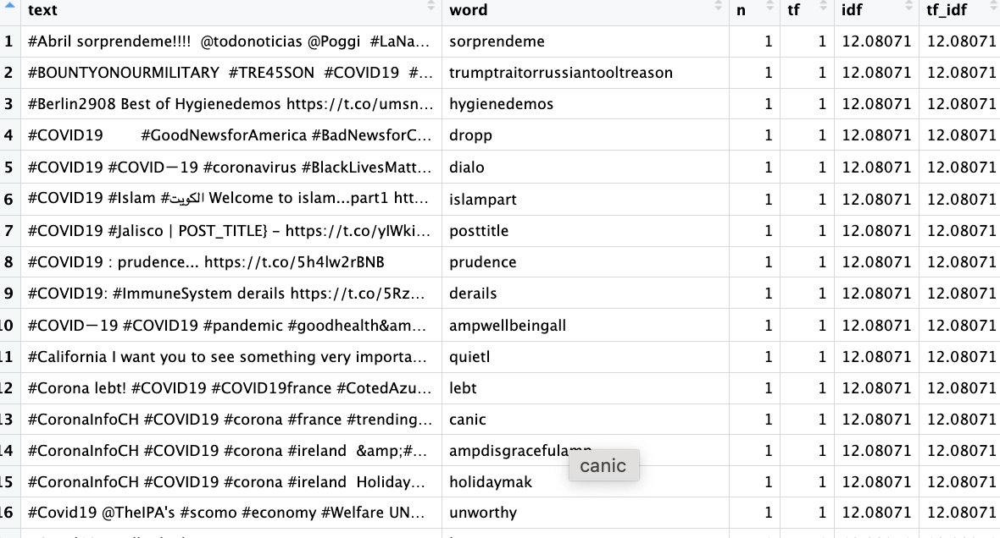 text word n tf idf tf_idf
1 #Abril sorprendeme!!!! @todonoticias @Poggi #LaNa... sorprendeme 1 1 12.08071 12.08071
2 #BOUNTYONOURMILITARY #TRE45SON #COVID19 #... trumptraitorrussiantooltreason 1 1 12.08071 12.08071
3 #Berlin2908 Best of Hygienedemos https://t.co/umsn... hygienedemos 1 1 12.08071 12.08071
4 #COVID19 #GoodNewsforAmerica #BadNewsforC... dropp 1 1 12.08071 12.08071
5 #COVID19 #COVID—19 #coronavirus #BlackLivesMatt... dialo 1 1 12.08071 12.08071
6 #COVID19 #Islam #الكويت Welcome to islam...part1 htt... islampart 1 1 12.08071 12.08071
7 #COVID19 #Jalisco | POST_TITLE} – https://t.co/yIWki... posttitle 1 1 12.08071 12.08071
8 #COVID19 : prudence... https://t.co/5h4lw2rBNB prudence 1 1 12.08071 12.08071
9 #COVID19: #ImmuneSystem derails https://t.co/5Rz... derails 1 1 12.08071 12.08071
10 #COVID—19 #COVID19 #pandemic #goodhealth&am... ampwellbeingall 1 1 12.08071 12.08071
11 #California I want you to see something very importa... quietl 1 1 12.08071 12.08071
12 #Corona lebt! #COVID19 #COVID19france #CotedAzu... lebt 1 1 12.08071 12.08071
13 #CoronaInfoCH #COVID19 #corona #france #trending... canic 1 1 12.08071 12.08071
14 #CoronaInfoCH #COVID19 #corona #ireland &amp;#... ampdisgracefulamp 1 1 12.08071 12.08071
canic
15 #CoronaInfoCH #COVID19 #corona #ireland Holiday... holidaymak 1 1 12.08071 12.08071
16 #Covid19 @TheIPA's #scomo #economy #Welfare UN... unworthy 1 1 12.08071 12.08071